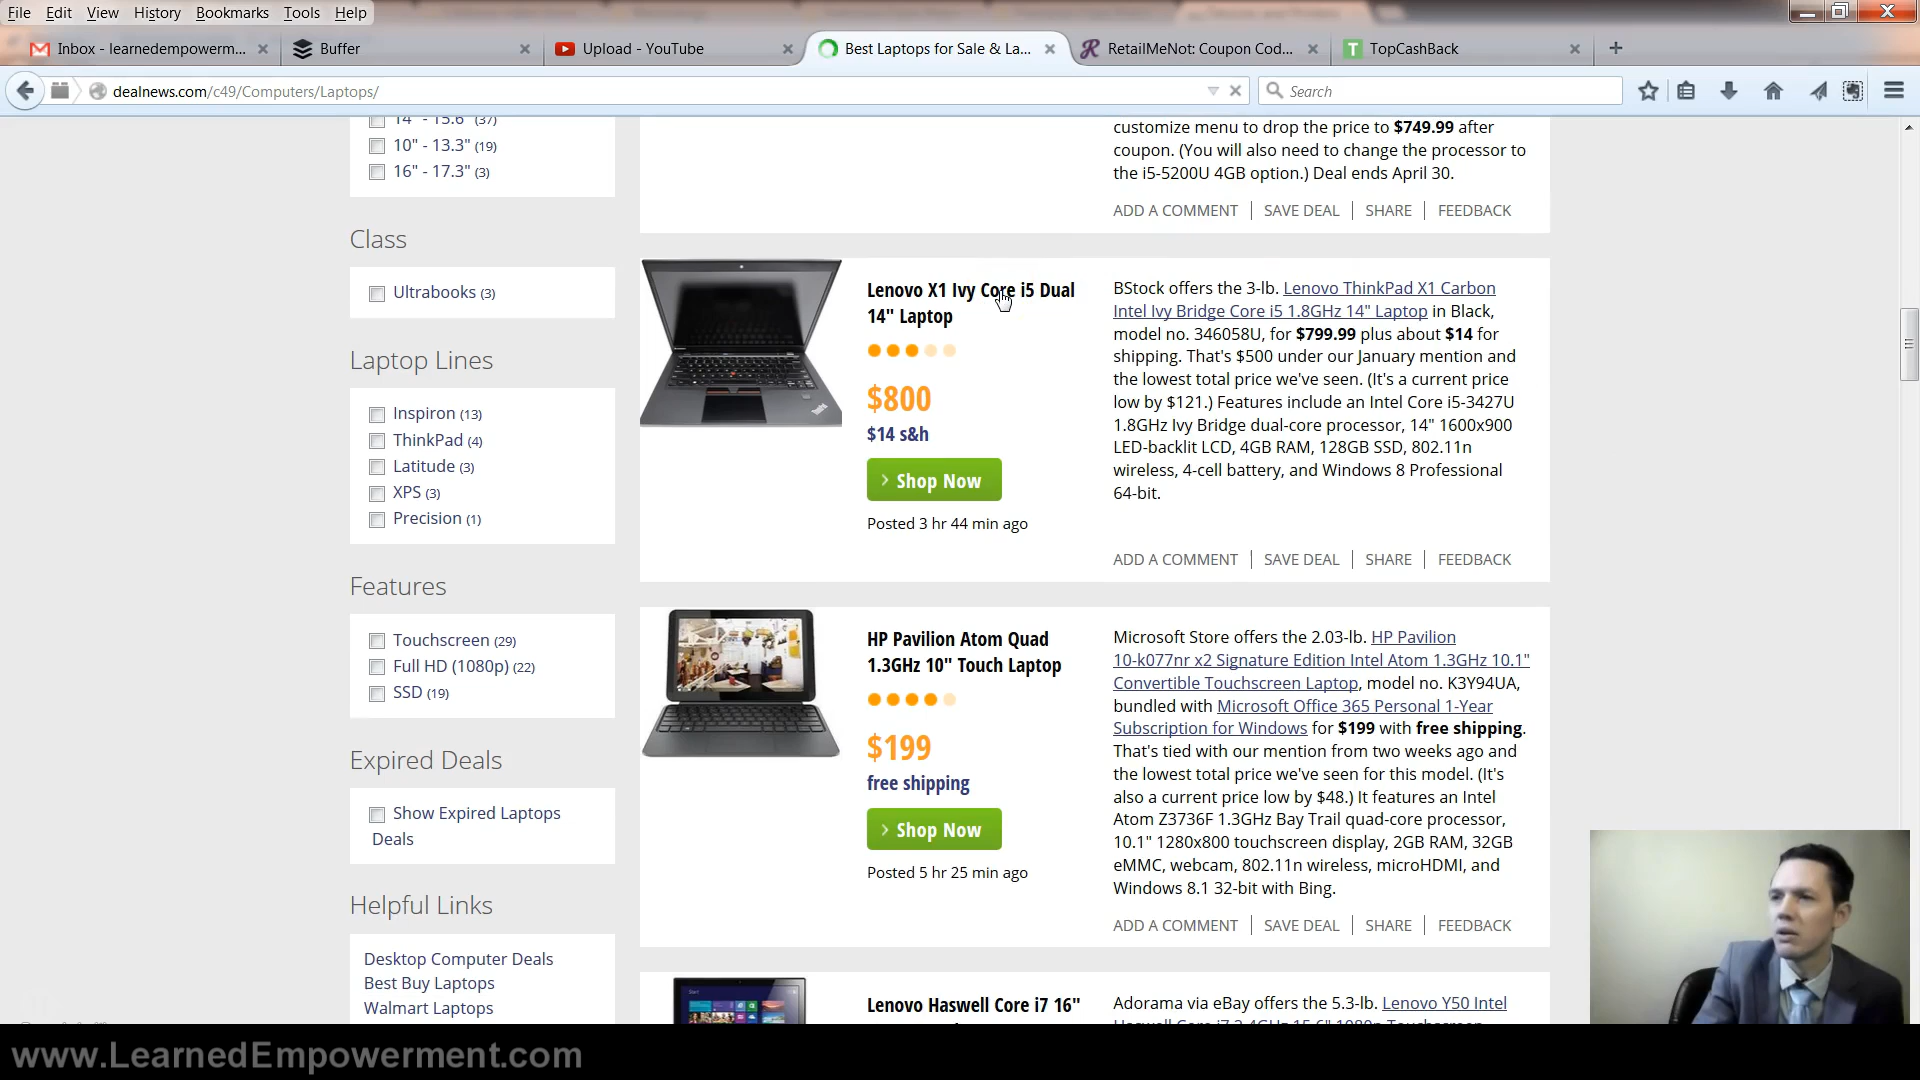 File Edit View History Bookmarks Tools Help
Inbox - learnedempowerm...
Buffer
Upload - YouTube
Best Laptops for Sale & La...
RetailMeNot: Coupon Cod...
TopCashBack
dealnews.com/c49/Computers/Laptops/
Search
14" - 15.6" (37)
10" - 13.3" (19)
16" - 17.3" (3)
Class
Ultrabooks (3)
Laptop Lines
Inspiron (13)
ThinkPad (4)
Latitude (3)
XPS (3)
Precision (1)
Features
Touchscreen (29)
Full HD (1080p) (22)
SSD (19)
Expired Deals
Show Expired Laptops
Deals
Helpful Links
Desktop Computer Deals
Best Buy Laptops
Walmart Laptops
customize menu to drop the price to $749.99 after
coupon. (You will also need to change the processor to
the i5-5200U 4GB option.) Deal ends April 30.
ADD A COMMENT | SAVE DEAL | SHARE | FEEDBACK
Lenovo X1 Ivy Core i5 Dual
14" Laptop
$800
$14 s&h
Shop Now
Posted 3 hr 44 min ago
BStock offers the 3-lb. Lenovo ThinkPad X1 Carbon
Intel Ivy Bridge Core i5 1.8GHz 14" Laptop in Black,
model no. 346058U, for $799.99 plus about $14 for
shipping. That's $500 under our January mention and
the lowest total price we've seen. (It's a current price
low by $121.) Features include an Intel Core i5-3427U
1.8GHz Ivy Bridge dual-core processor, 14" 1600x900
LED-backlit LCD, 4GB RAM, 128GB SSD, 802.11n
wireless, 4-cell battery, and Windows 8 Professional
64-bit.
ADD A COMMENT | SAVE DEAL | SHARE | FEEDBACK
HP Pavilion Atom Quad
1.3GHz 10" Touch Laptop
$199
free shipping
Shop Now
Posted 5 hr 25 min ago
Microsoft Store offers the 2.03-lb. HP Pavilion
10-k077nr x2 Signature Edition Intel Atom 1.3GHz 10.1"
Convertible Touchscreen Laptop, model no. K3Y94UA,
bundled with Microsoft Office 365 Personal 1-Year
Subscription for Windows for $199 with free shipping.
That's tied with our mention from two weeks ago and
the lowest total price we've seen for this model. (It's
also a current price low by $48.) It features an Intel
Atom Z3736F 1.3GHz Bay Trail quad-core processor,
10.1" 1280x800 touchscreen display, 2GB RAM, 32GB
eMMC, webcam, 802.11n wireless, microHDMI, and
Windows 8.1 32-bit with Bing.
ADD A COMMENT | SAVE DEAL | SHARE | FEEDBACK
Lenovo Haswell Core i7 16"
Adorama via eBay offers the 5.3-lb. Lenovo Y50 Intel
www.LearnedEmpowerment.com